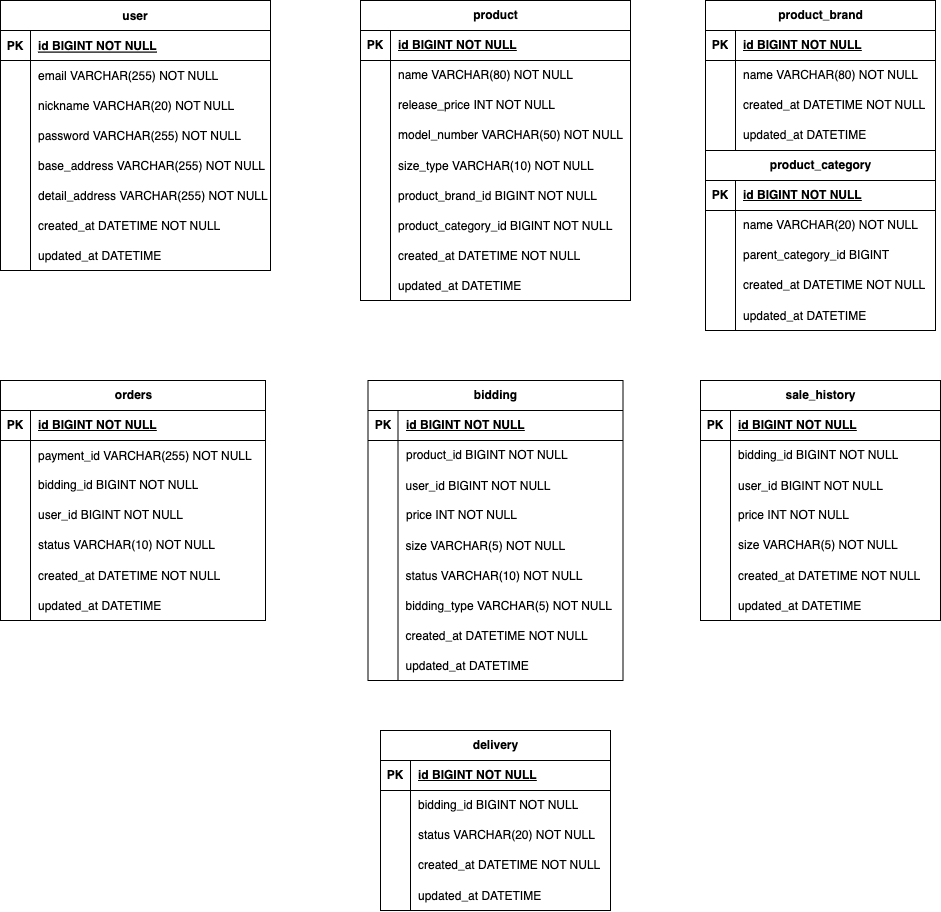 user
PK id BIGINT NOT NULL
email VARCHAR(255) NOT NULL
nickname VARCHAR(20) NOT NULL
password VARCHAR(255) NOT NULL
base_address VARCHAR(255) NOT NULL
detail_address VARCHAR(255) NOT NULL
created_at DATETIME NOT NULL
updated_at DATETIME
product
PK id BIGINT NOT NULL
name VARCHAR(80) NOT NULL
release_price INT NOT NULL
model_number VARCHAR(50) NOT NULL
size_type VARCHAR(10) NOT NULL
product_brand_id BIGINT NOT NULL
product_category_id BIGINT NOT NULL
created_at DATETIME NOT NULL
updated_at DATETIME
product_brand
PK id BIGINT NOT NULL
name VARCHAR(80) NOT NULL
created_at DATETIME NOT NULL
updated_at DATETIME
product_category
PK id BIGINT NOT NULL
name VARCHAR(20) NOT NULL
parent_category_id BIGINT
created_at DATETIME NOT NULL
updated_at DATETIME
orders
PK id BIGINT NOT NULL
payment_id VARCHAR(255) NOT NULL
bidding_id BIGINT NOT NULL
user_id BIGINT NOT NULL
status VARCHAR(10) NOT NULL
created_at DATETIME NOT NULL
updated_at DATETIME
bidding
PK id BIGINT NOT NULL
product_id BIGINT NOT NULL
user_id BIGINT NOT NULL
price INT NOT NULL
size VARCHAR(5) NOT NULL
status VARCHAR(10) NOT NULL
bidding_type VARCHAR(5) NOT NULL
created_at DATETIME NOT NULL
updated_at DATETIME
sale_history
PK id BIGINT NOT NULL
bidding_id BIGINT NOT NULL
user_id BIGINT NOT NULL
price INT NOT NULL
size VARCHAR(5) NOT NULL
created_at DATETIME NOT NULL
updated_at DATETIME
delivery
PK id BIGINT NOT NULL
bidding_id BIGINT NOT NULL
status VARCHAR(20) NOT NULL
created_at DATETIME NOT NULL
updated_at DATETIME